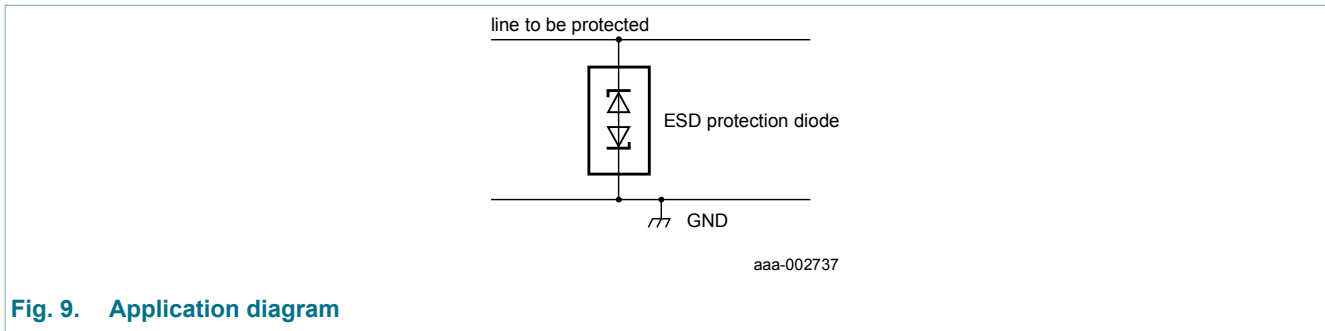 line to be protected
ESD protection diode
GND
aaa-002737
Fig. 9. Application diagram